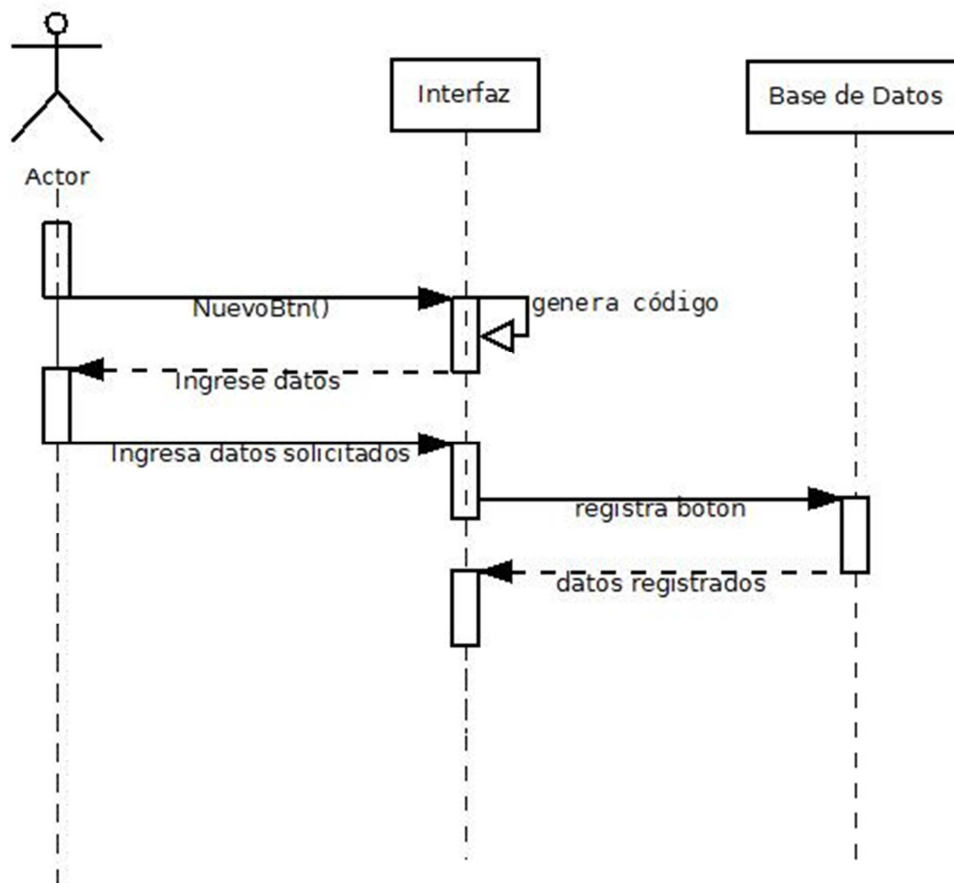 Interfaz
Base de Datos
Actor
NuevoBtn()
genera código
Ingrese datos
Ingresa datos solicitados
registra boton
datos registrados